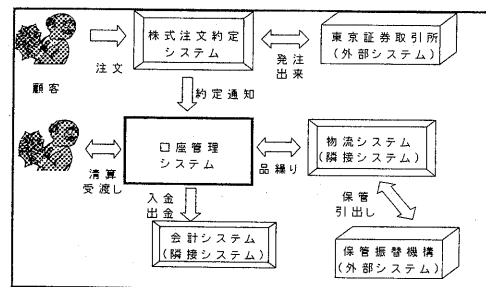 株式注文約定
システム
東京証券取引所
(外部システム)
注文
発注
出来
顧客
約定通知
口座管理
システム
物流システム
(隣接システム)
清算
受渡し
品繰り
入金
出金
保管
引出し
会計システム
(隣接システム)
保管振替機構
(外部システム)